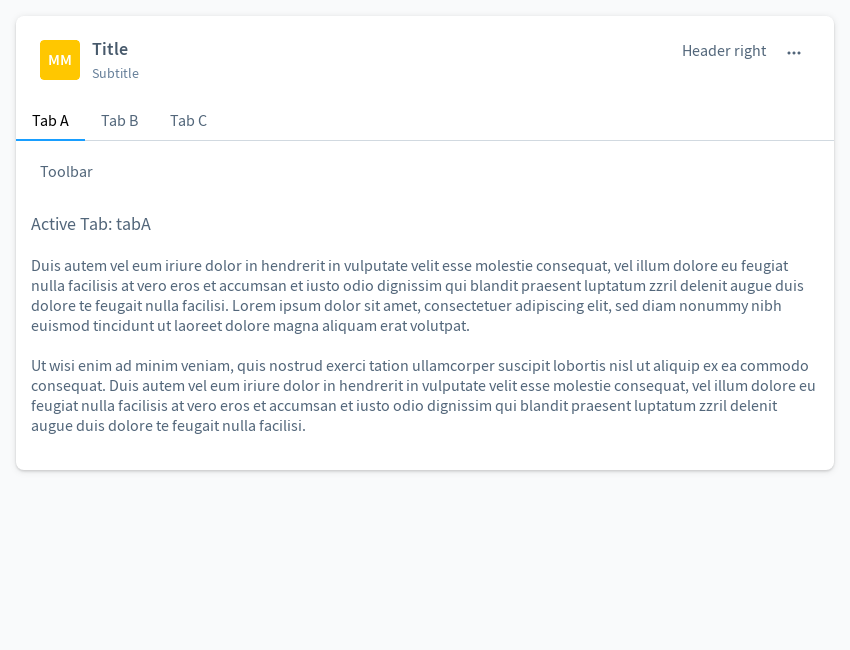 MM
Title
Subtitle
Header right
Tab A
Tab B
Tab C
Toolbar
Active Tab: tabA
Duis autem vel eum iriure dolor in hendrerit in vulputate velit esse molestie consequat, vel illum dolore eu feugiat
nulla facilisis at vero eros et accumsan et iusto odio dignissim qui blandit praesent luptatum zzril delenit augue duis
dolore te feugait nulla facilisi. Lorem ipsum dolor sit amet, consectetuer adipiscing elit, sed diam nonummy nibh
euismod tincidunt ut laoreet dolore magna aliquam erat volutpat.
Ut wisi enim ad minim veniam, quis nostrud exerci tation ullamcorper suscipit lobortis nisl ut aliquip ex ea commodo
consequat. Duis autem vel eum iriure dolor in hendrerit in vulputate velit esse molestie consequat, vel illum dolore eu
feugiat nulla facilisis at vero eros et accumsan et iusto odio dignissim qui blandit praesent luptatum zzril delenit
augue duis dolore te feugait nulla facilisi.